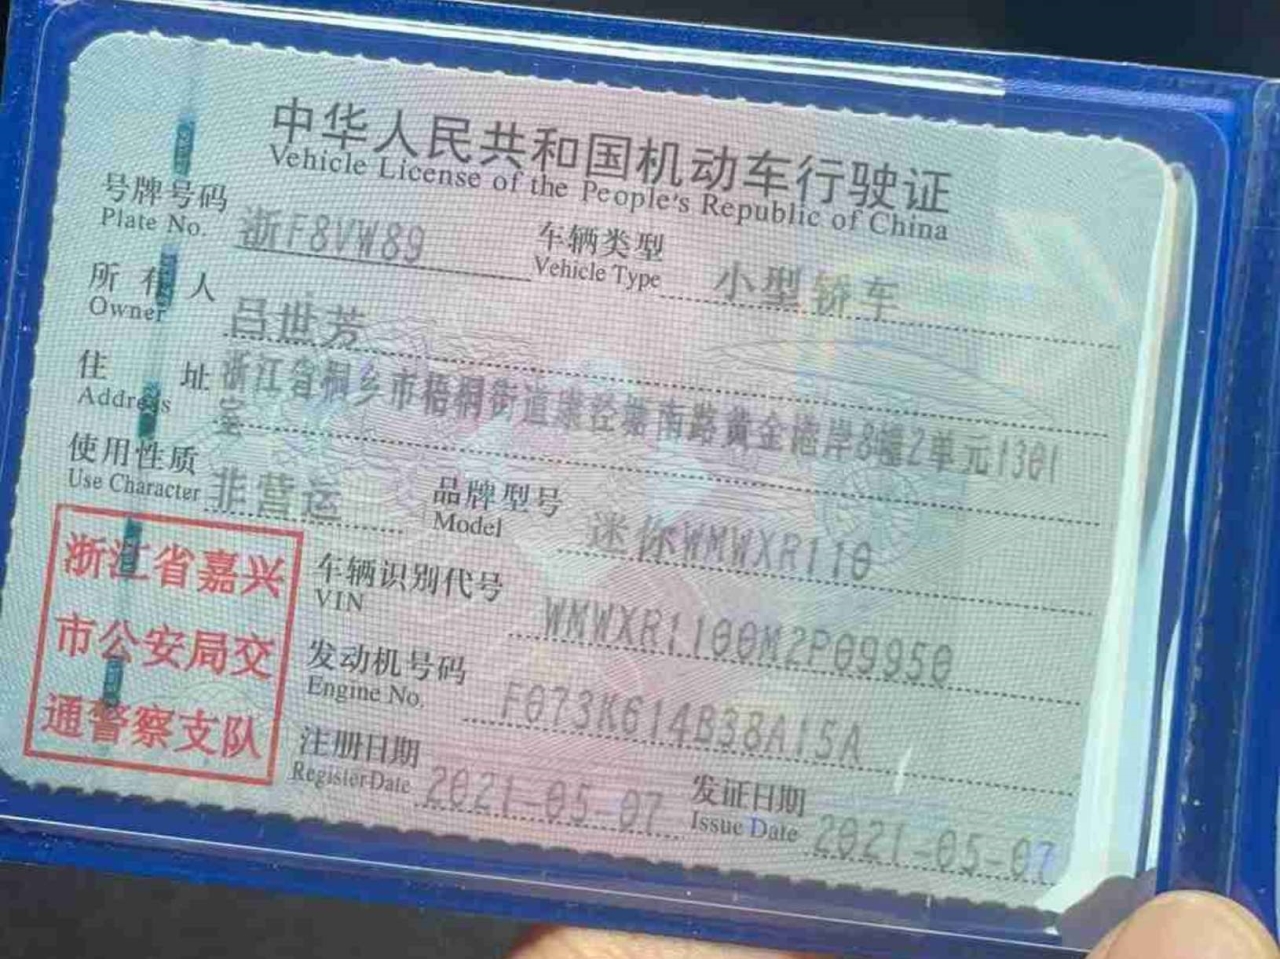 中华人民共和国机动车行驶证
Vehicle License of the People's Republic of China
号牌号码 浙F8VW89 车辆类型 小型轿车
Plate No. Vehicle Type
所有人 吕世芳
Owner
住址 浙江省桐乡市梧桐街道康泾塘南路黄金港岸8幢2单元1301
Address 室
使用性质 非营运 品牌型号 迷你WMWXR110
Use Character Model
浙江省嘉兴
市公安局交
通警察支队
车辆识别代号 WMWXR1100M2P09950
VIN
发动机号码 F073K614B38A15A
Engine No.
注册日期 2021-05-07 发证日期 2021-05-07
Register Date Issue Date